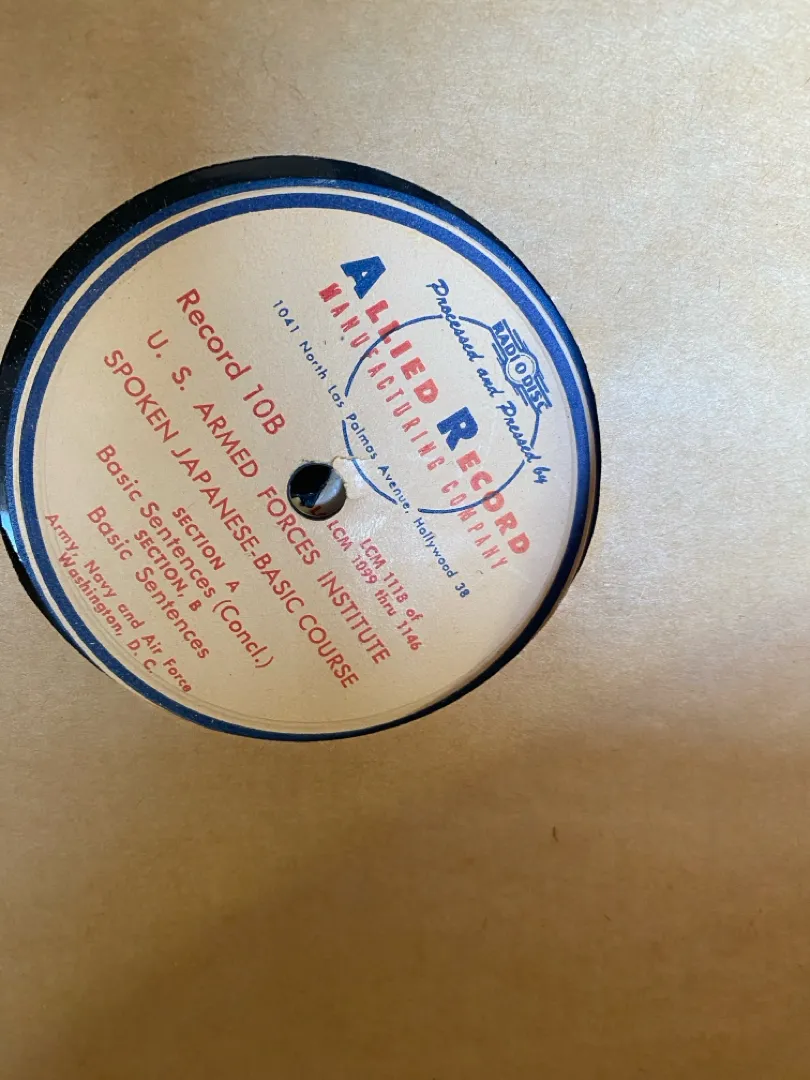 RADIO DISC
Processed and Pressed by
ALLIED RECORD
MANUFACTURING COMPANY
1041 North Las Palmas Avenue, Hollywood 38
LCM 1118 of
LCM 1099 thru 1146
Record 10B
U. S. ARMED FORCES INSTITUTE
SPOKEN JAPANESE-BASIC COURSE
SECTION A
Basic Sentences (Concl.)
SECTION B
Basic Sentences
Army, Navy and Air Force
Washington, D. C.